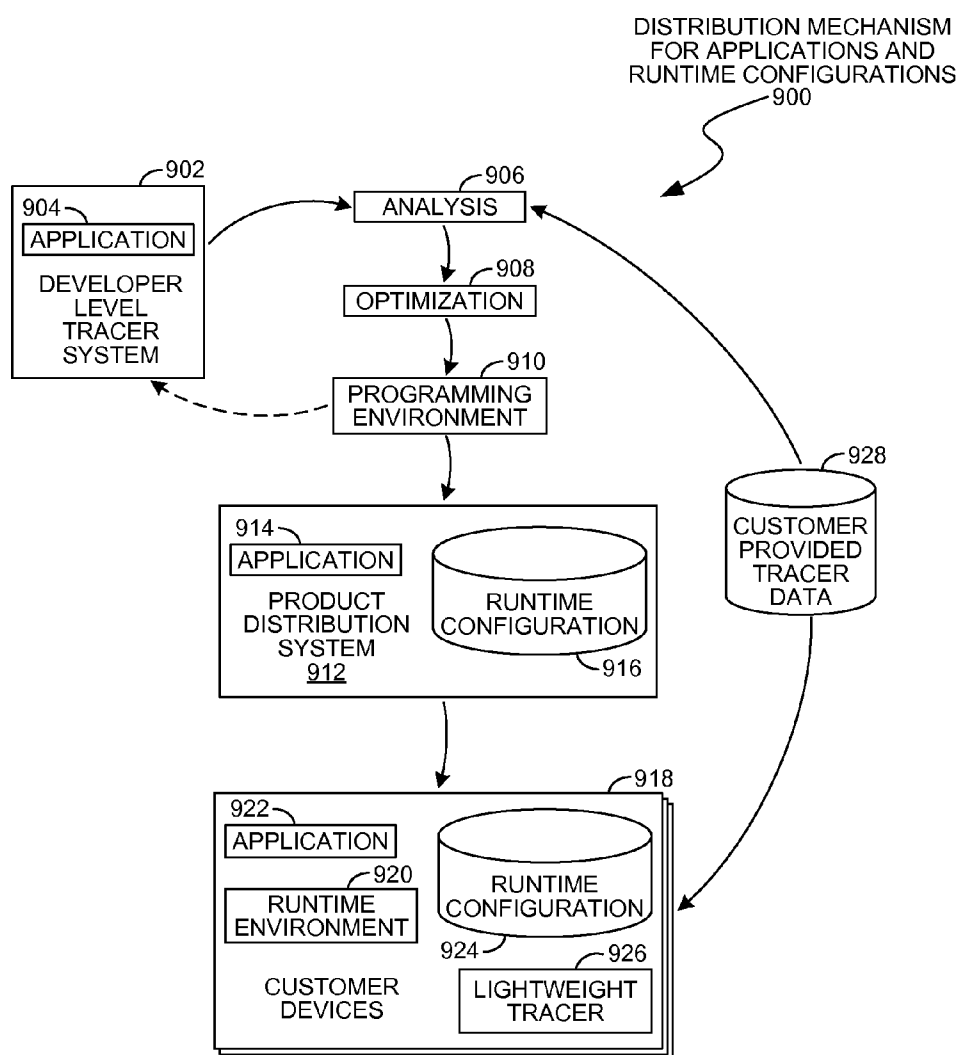 DISTRIBUTION MECHANISM
FOR APPLICATIONS AND
RUNTIME CONFIGURATIONS
900
902
904
APPLICATION
DEVELOPER
LEVEL
TRACER
SYSTEM
906
ANALYSIS
908
OPTIMIZATION
910
PROGRAMMING
ENVIRONMENT
928
CUSTOMER
PROVIDED
TRACER
DATA
914
APPLICATION
PRODUCT
DISTRIBUTION
SYSTEM
912
RUNTIME
CONFIGURATION
916
918
922
APPLICATION
920
RUNTIME
ENVIRONMENT
RUNTIME
CONFIGURATION
924
926
LIGHTWEIGHT
TRACER
CUSTOMER
DEVICES